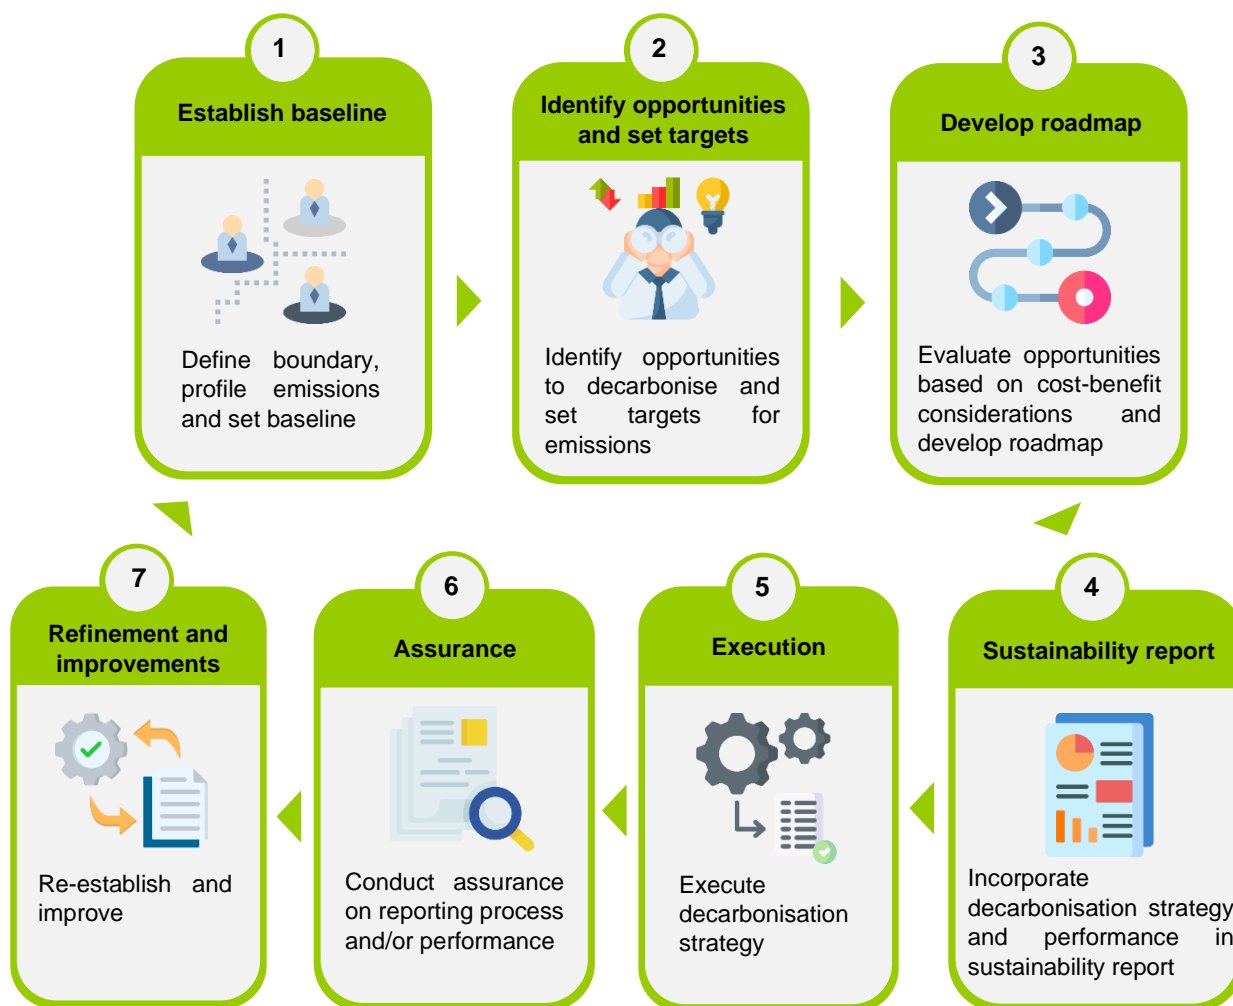 1
Establish baseline
Define boundary,
profile emissions
and set baseline
2
Identify opportunities
and set targets
Identify opportunities
to decarbonise and
set targets for
emissions
3
Develop roadmap
Evaluate opportunities
based on cost-benefit
considerations and
develop roadmap
4
Sustainability report
Incorporate
decarbonisation strategy
and performance in
sustainability report
5
Execution
Execute
decarbonisation
strategy
6
Assurance
Conduct assurance
on reporting process
and/or performance
7
Refinement and
improvements
Re-establish and
improve